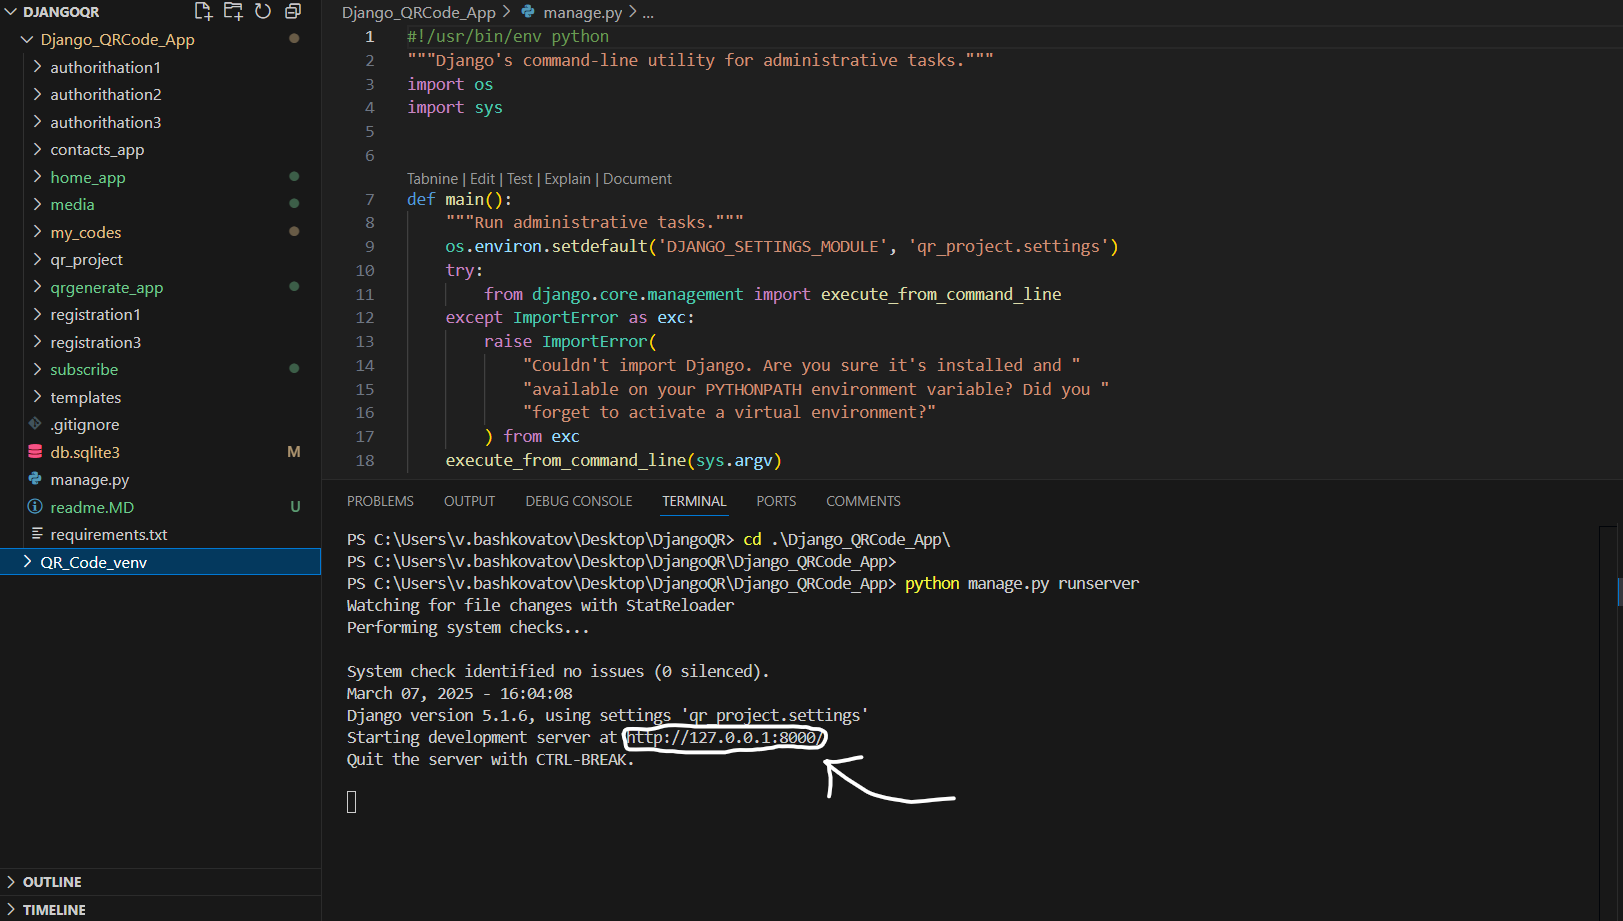 DJANGOQR
Django_QRCode_App
authorithation1
authorithation2
authorithation3
contacts_app
home_app
media
my_codes
qr_project
qrgenerate_app
registration1
registration3
subscribe
templates
.gitignore
db.sqlite3 M
manage.py
readme.MD U
requirements.txt
QR_Code_venv
OUTLINE
TIMELINE
Django_QRCode_App > manage.py > ...
1 #!/usr/bin/env python
2 """Django's command-line utility for administrative tasks."""
3 import os
4 import sys
5
6
Tabnine | Edit | Test | Explain | Document
7 def main():
8 """Run administrative tasks."""
9 os.environ.setdefault('DJANGO_SETTINGS_MODULE', 'qr_project.settings')
10 try:
11 from django.core.management import execute_from_command_line
12 except ImportError as exc:
13 raise ImportError(
14 "Couldn't import Django. Are you sure it's installed and "
15 "available on your PYTHONPATH environment variable? Did you "
16 "forget to activate a virtual environment?"
17 ) from exc
18 execute_from_command_line(sys.argv)
PROBLEMS OUTPUT DEBUG CONSOLE TERMINAL PORTS COMMENTS
PS C:\Users\v.bashkovatov\Desktop\DjangoQR> cd .\Django_QRCode_App\
PS C:\Users\v.bashkovatov\Desktop\DjangoQR\Django_QRCode_App>
PS C:\Users\v.bashkovatov\Desktop\DjangoQR\Django_QRCode_App> python manage.py runserver
Watching for file changes with StatReloader
Performing system checks...
System check identified no issues (0 silenced).
March 07, 2025 - 16:04:08
Django version 5.1.6, using settings 'qr_project.settings'
Starting development server at http://127.0.0.1:8000/
Quit the server with CTRL-BREAK.